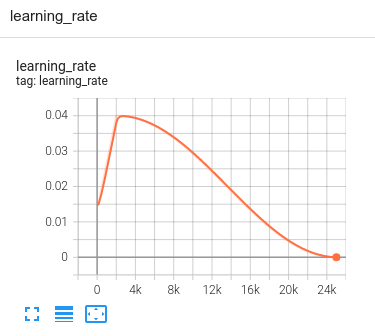 learning_rate
learning_rate
tag: learning_rate
0.04
0.03
0.02
0.01
0
0 4k 8k 12k 16k 20k 24k